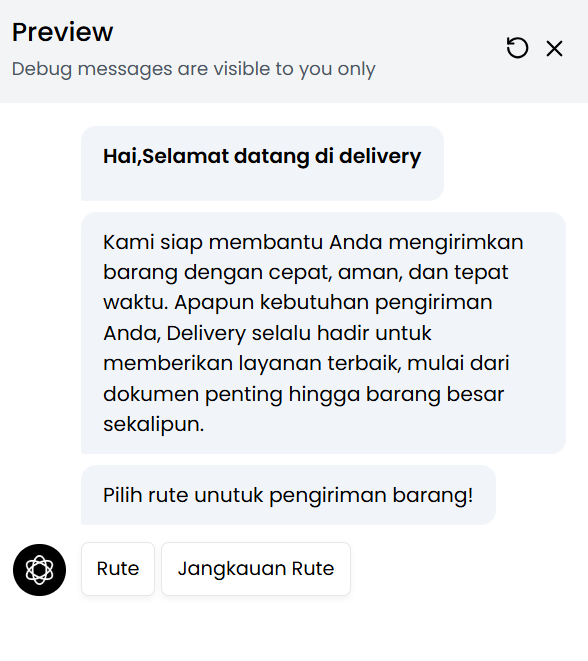 Preview
Debug messages are visible to you only
Hai,Selamat datang di delivery
Kami siap membantu Anda mengirimkan
barang dengan cepat, aman, dan tepat
waktu. Apapun kebutuhan pengiriman
Anda, Delivery selalu hadir untuk
memberikan layanan terbaik, mulai dari
dokumen penting hingga barang besar
sekalipun.
Pilih rute unutuk pengiriman barang!
Rute
Jangkauan Rute